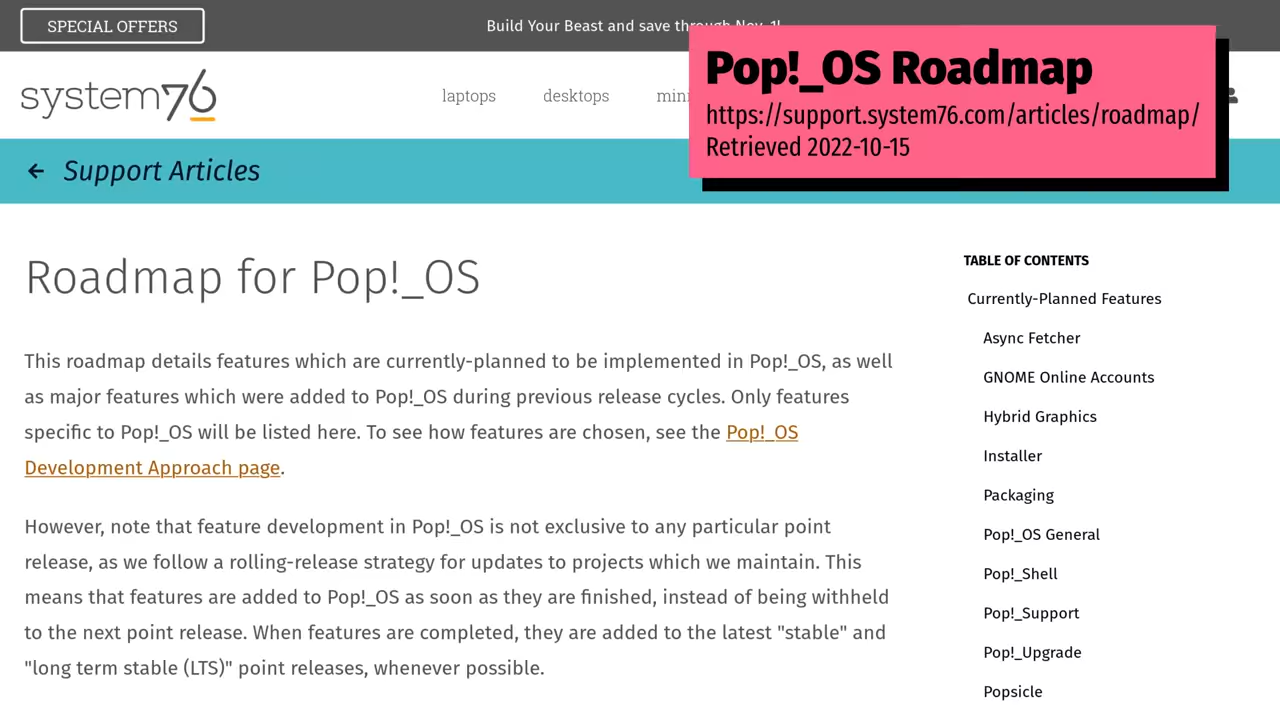 SPECIAL OFFERS
Build Your Beast and save through Nov. 1!
Pop!_OS Roadmap
https://support.system76.com/articles/roadmap/
Retrieved 2022-10-15
system76
laptops
desktops
Support Articles
Roadmap for Pop!_OS
This roadmap details features which are currently-planned to be implemented in Pop!_OS, as well
as major features which were added to Pop!_OS during previous release cycles. Only features
specific to Pop!_OS will be listed here. To see how features are chosen, see the Pop!_OS
Development Approach page.
However, note that feature development in Pop!_OS is not exclusive to any particular point
release, as we follow a rolling-release strategy for updates to projects which we maintain. This
means that features are added to Pop!_OS as soon as they are finished, instead of being withheld
to the next point release. When features are completed, they are added to the latest "stable" and
"long term stable (LTS)" point releases, whenever possible.
TABLE OF CONTENTS
Currently-Planned Features
Async Fetcher
GNOME Online Accounts
Hybrid Graphics
Installer
Packaging
Pop!_OS General
Pop!_Shell
Pop!_Support
Pop!_Upgrade
Popsicle